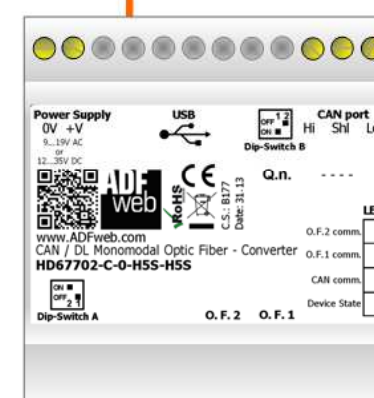 Power Supply
0V +V
9...19V AC
or
12...35V DC
USB
OFF 1 2
ON
Dip-Switch B
CAN port
Hi Shl
Q.n. ----
ADF
web
RoHS
CE
C.S.: B177
Date: 31-13
www.ADFweb.com
CAN / DL Monomodal Optic Fiber - Converter
HD67702-C-0-H5S-H5S
O.F.2 comm.
O.F.1 comm.
CAN comm.
Device State
ON
OFF 2 1
Dip-Switch A
O.F.2 O.F.1